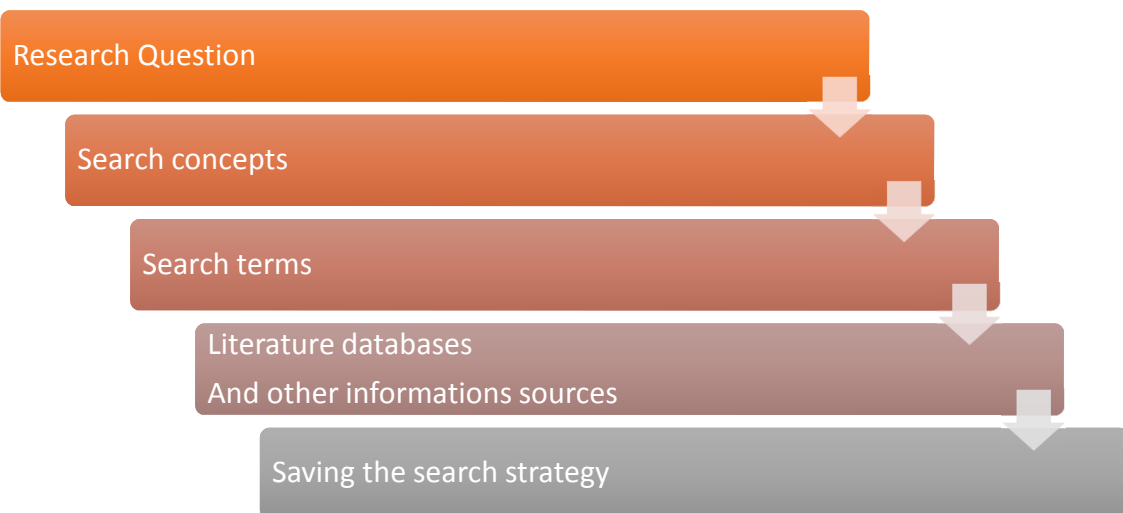 Research Question
Search concepts
Search terms
Literature databases
And other informations sources
Saving the search strategy